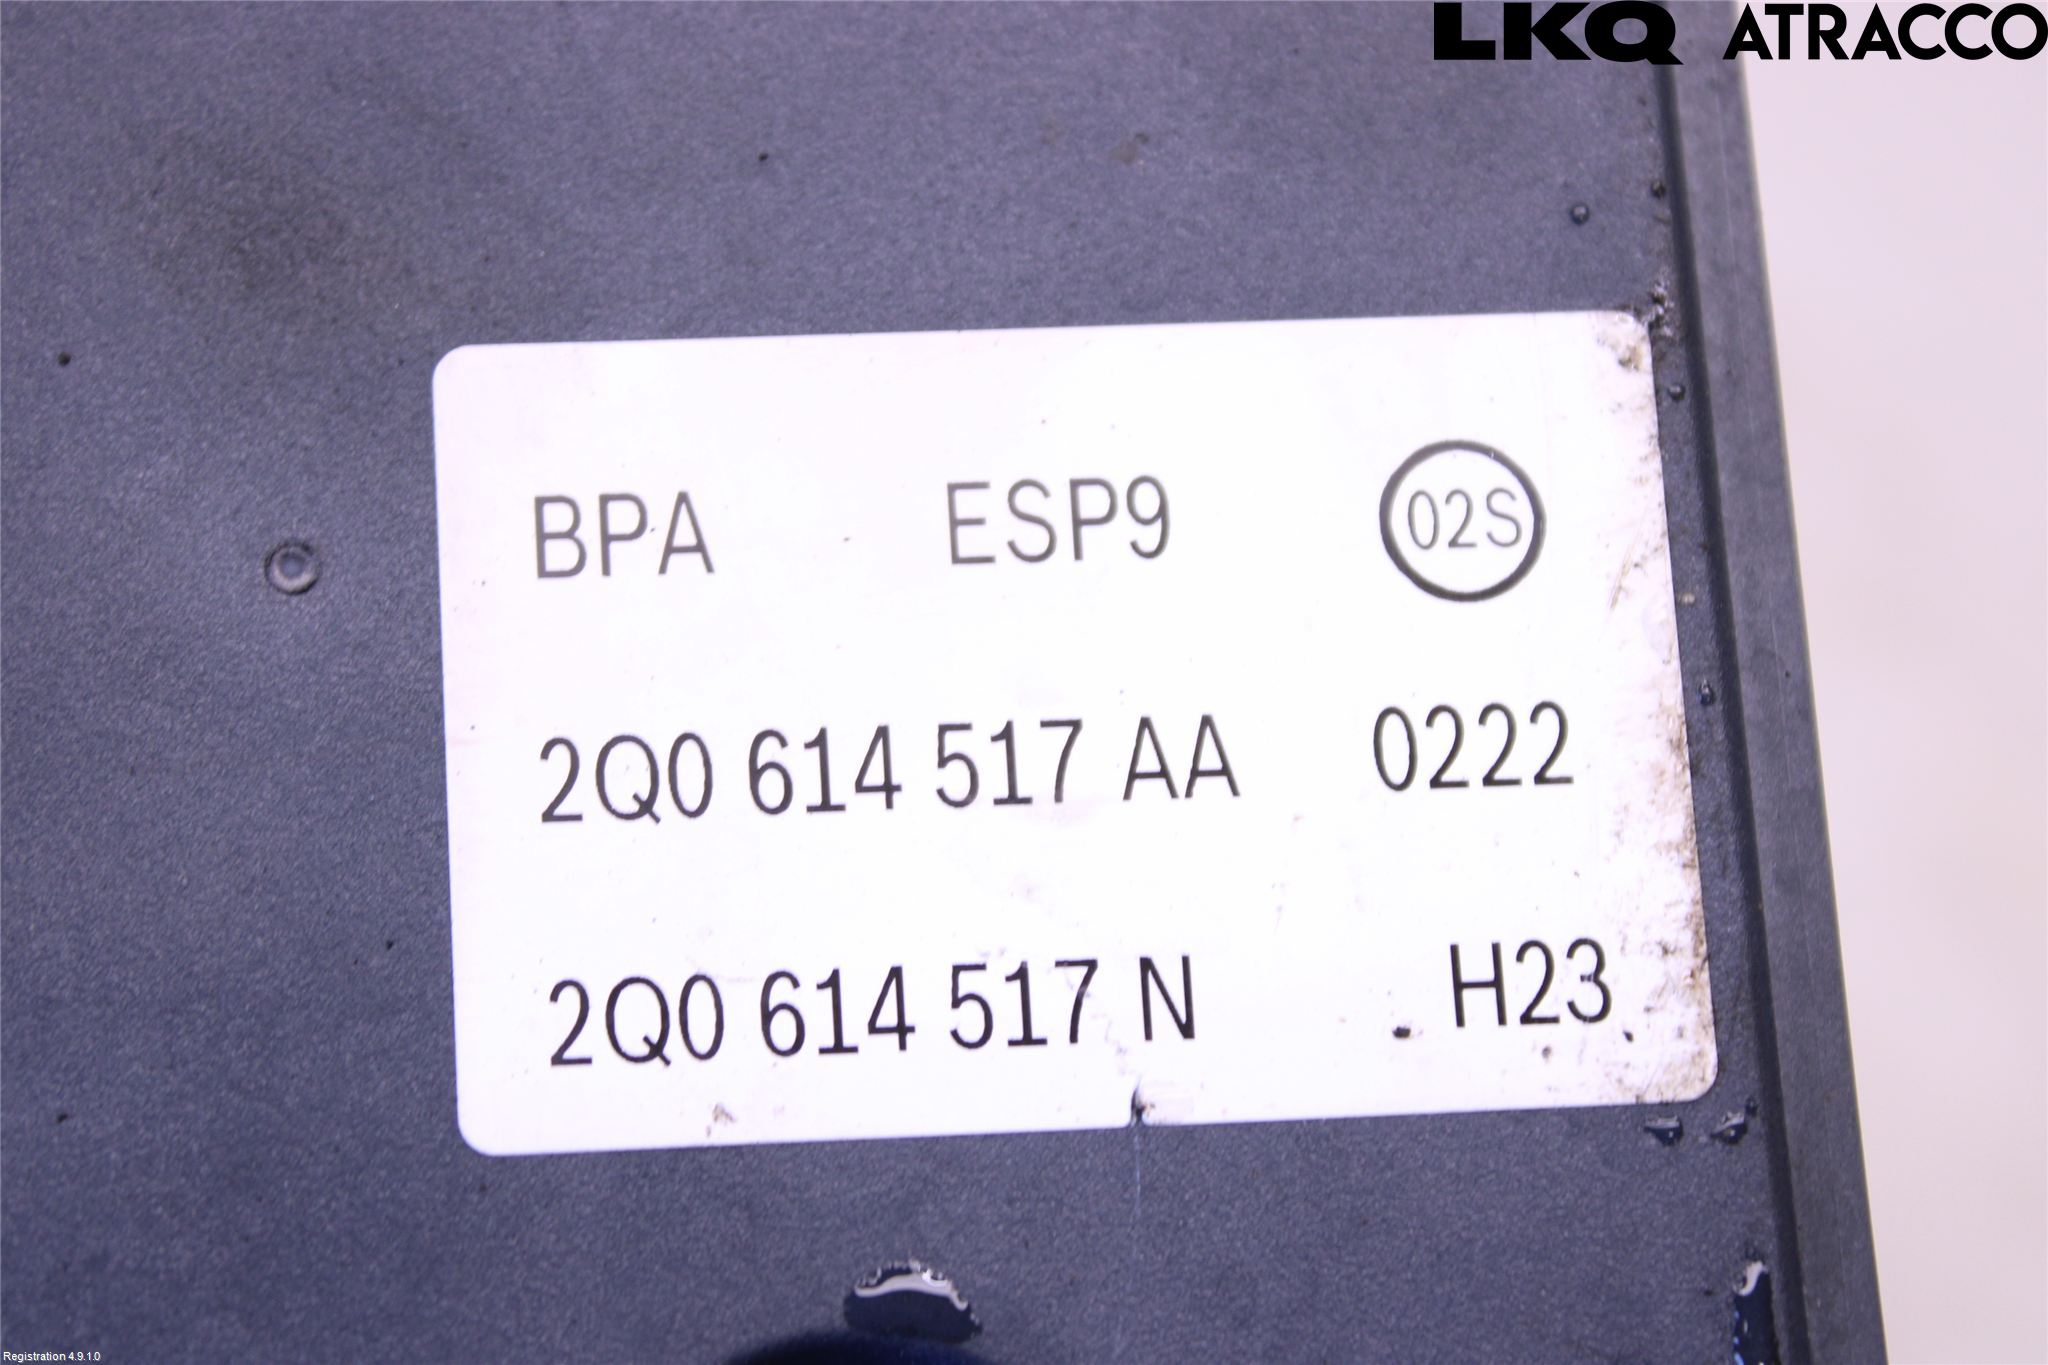 LKQ ATRACCO
BPA ESP9 02S
2Q0 614 517 AA 0222
2Q0 614 517 N H23
Registration 4.9.1.0